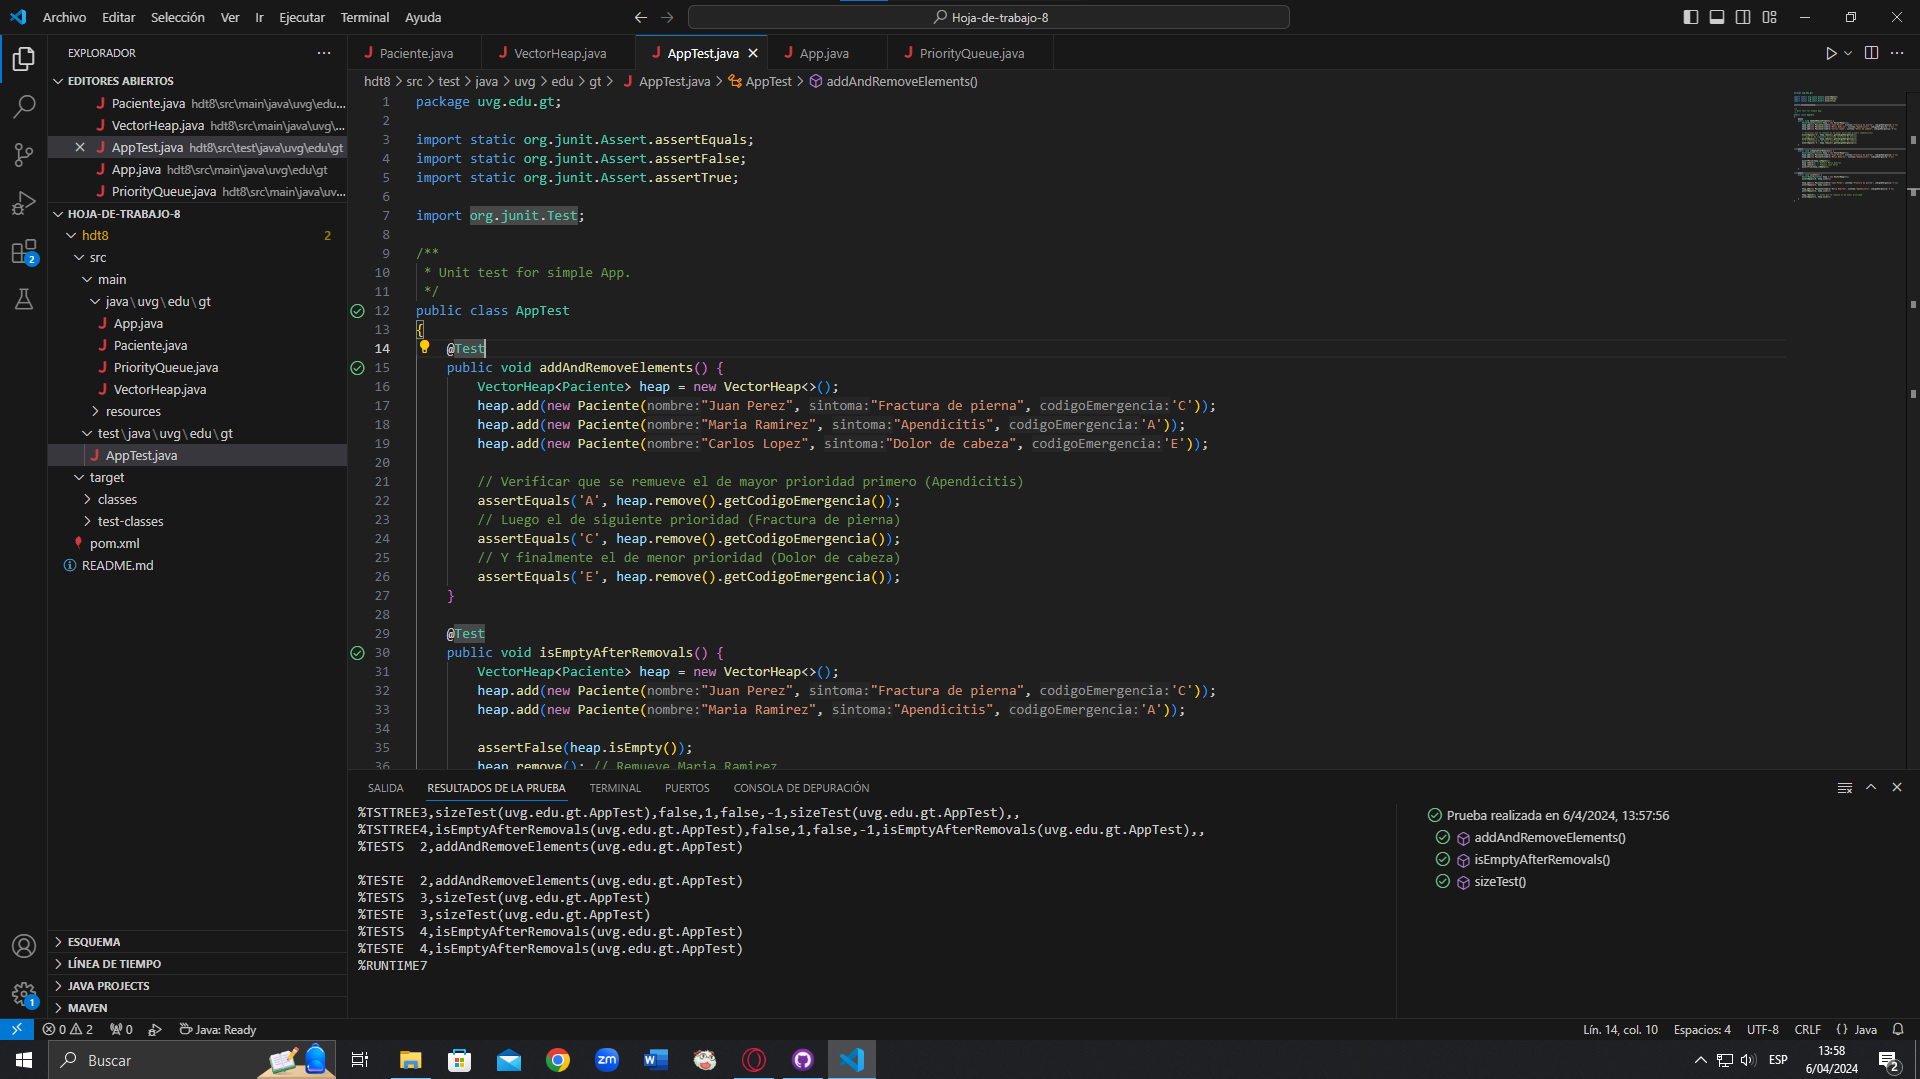 Archivo Editar Selección Ver Ir Ejecutar Terminal Ayuda
Hoja-de-trabajo-8
EXPLORADOR
EDITORES ABIERTOS
Paciente.java hdt8\src\main\java\uvg\edu...
VectorHeap.java hdt8\src\main\java\uvg\...
AppTest.java hdt8\src\test\java\uvg\edu\gt
App.java hdt8\src\main\java\uvg\edu\gt
PriorityQueue.java hdt8\src\main\java\uv...
HOJA-DE-TRABAJO-8
hdt8 2
src
main
java\uvg\edu\gt
App.java
Paciente.java
PriorityQueue.java
VectorHeap.java
resources
test\java\uvg\edu\gt
AppTest.java
target
classes
test-classes
pom.xml
README.md
ESQUEMA
LÍNEA DE TIEMPO
JAVA PROJECTS
MAVEN
2
1
Paciente.java VectorHeap.java AppTest.java App.java PriorityQueue.java
hdt8 > src > test > java > uvg > edu > gt > AppTest.java > AppTest > addAndRemoveElements()
1 package uvg.edu.gt;
2
3 import static org.junit.Assert.assertEquals;
4 import static org.junit.Assert.assertFalse;
5 import static org.junit.Assert.assertTrue;
6
7 import org.junit.Test;
8
9 /**
10 * Unit test for simple App.
11 */
12 public class AppTest
13 {
14 @Test
15 public void addAndRemoveElements() {
16 VectorHeap<Paciente> heap = new VectorHeap<>();
17 heap.add(new Paciente(nombre:"Juan Perez", sintoma:"Fractura de pierna", codigoEmergencia:'C'));
18 heap.add(new Paciente(nombre:"Maria Ramirez", sintoma:"Apendicitis", codigoEmergencia:'A'));
19 heap.add(new Paciente(nombre:"Carlos Lopez", sintoma:"Dolor de cabeza", codigoEmergencia:'E'));
20
21 // Verificar que se remueve el de mayor prioridad primero (Apendicitis)
22 assertEquals('A', heap.remove().getCodigoEmergencia());
23 // Luego el de siguiente prioridad (Fractura de pierna)
24 assertEquals('C', heap.remove().getCodigoEmergencia());
25 // Y finalmente el de menor prioridad (Dolor de cabeza)
26 assertEquals('E', heap.remove().getCodigoEmergencia());
27 }
28
29 @Test
30 public void isEmptyAfterRemovals() {
31 VectorHeap<Paciente> heap = new VectorHeap<>();
32 heap.add(new Paciente(nombre:"Juan Perez", sintoma:"Fractura de pierna", codigoEmergencia:'C'));
33 heap.add(new Paciente(nombre:"Maria Ramirez", sintoma:"Apendicitis", codigoEmergencia:'A'));
34
35 assertFalse(heap.isEmpty());
36 heap.remove(); // Remueve Maria Ramirez
SALIDA RESULTADOS DE LA PRUEBA TERMINAL PUERTOS CONSOLA DE DEPURACIÓN
%TSTTREE3,sizeTest(uvg.edu.gt.AppTest),false,1,false,-1,sizeTest(uvg.edu.gt.AppTest),,
%TSTTREE4,isEmptyAfterRemovals(uvg.edu.gt.AppTest),false,1,false,-1,isEmptyAfterRemovals(uvg.edu.gt.AppTest),,
%TESTS 2,addAndRemoveElements(uvg.edu.gt.AppTest)
%TESTE 2,addAndRemoveElements(uvg.edu.gt.AppTest)
%TESTS 3,sizeTest(uvg.edu.gt.AppTest)
%TESTE 3,sizeTest(uvg.edu.gt.AppTest)
%TESTS 4,isEmptyAfterRemovals(uvg.edu.gt.AppTest)
%TESTE 4,isEmptyAfterRemovals(uvg.edu.gt.AppTest)
%RUNTIME7
Prueba realizada en 6/4/2024, 13:57:56
addAndRemoveElements()
isEmptyAfterRemovals()
sizeTest()
0 2 0 Java: Ready
Lín. 14, col. 10 Espacios: 4 UTF-8 CRLF {} Java
Buscar
zm
ESP
13:58
6/04/2024
2